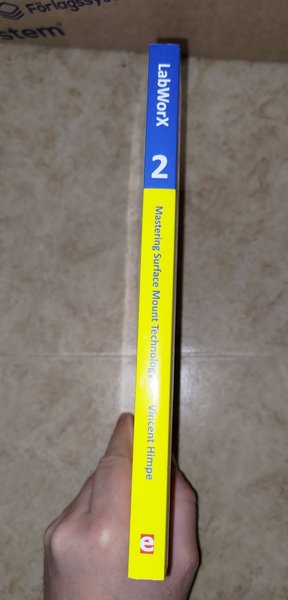 Förlagssys
stem
LabWorX
2
Mastering Surface Mount Technology
Vincent Himpe
e